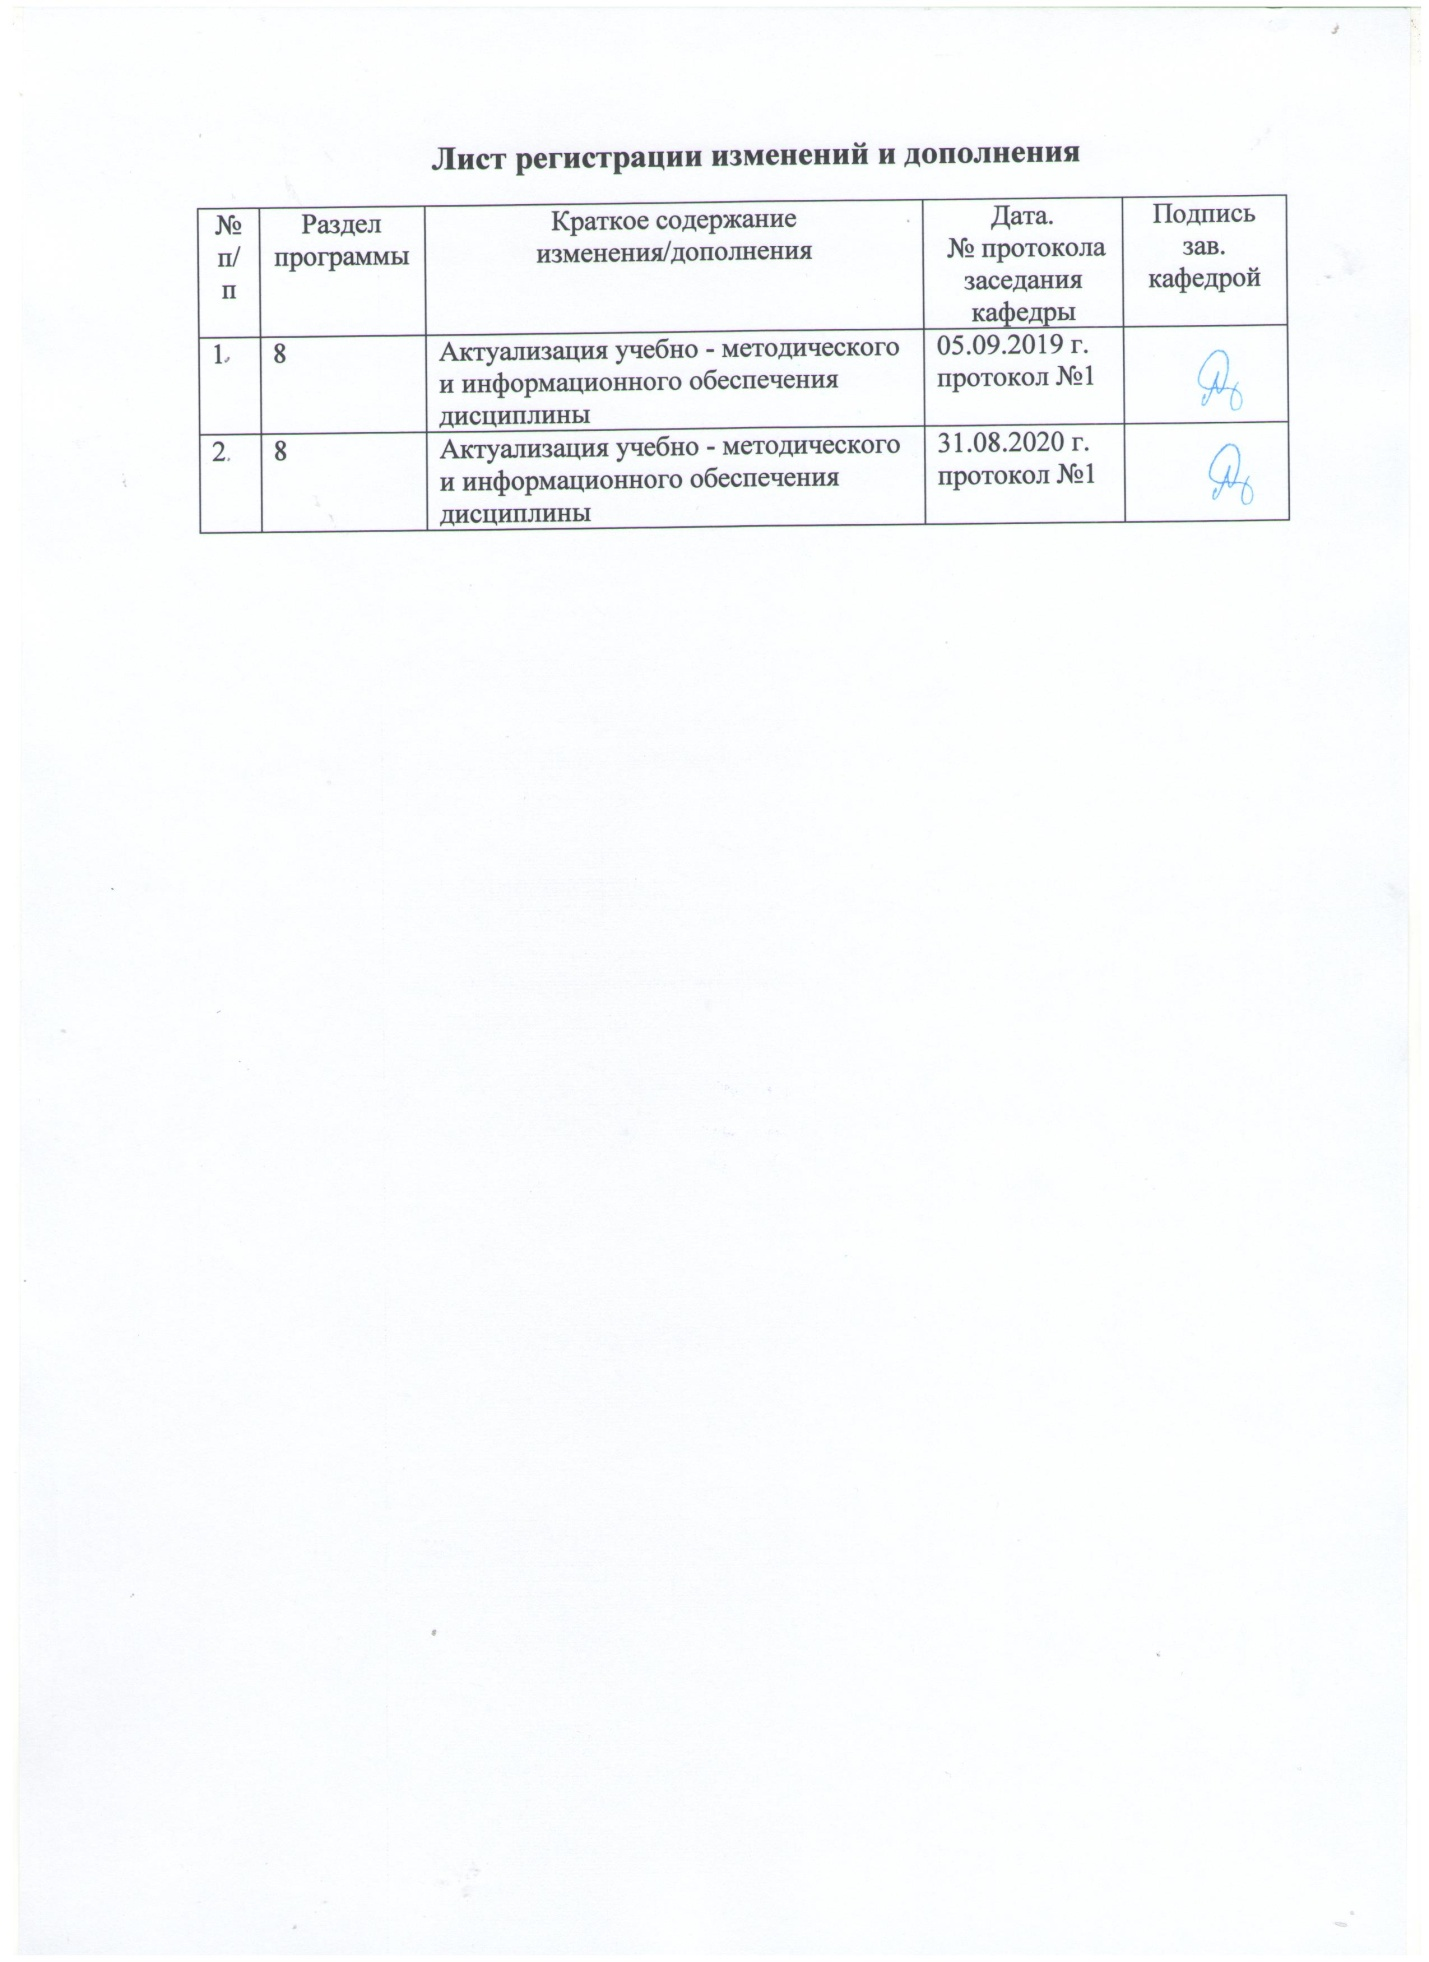 Лист регистрации изменений и дополнения
№ п/п
Раздел программы
Краткое содержание изменения/дополнения
Дата. № протокола заседания кафедры
Подпись зав. кафедрой
1.
8
Актуализация учебно - методического
и информационного обеспечения
дисциплины
05.09.2019 г.
протокол №1
2.
8
Актуализация учебно - методического
и информационного обеспечения
дисциплины
31.08.2020 г.
протокол №1